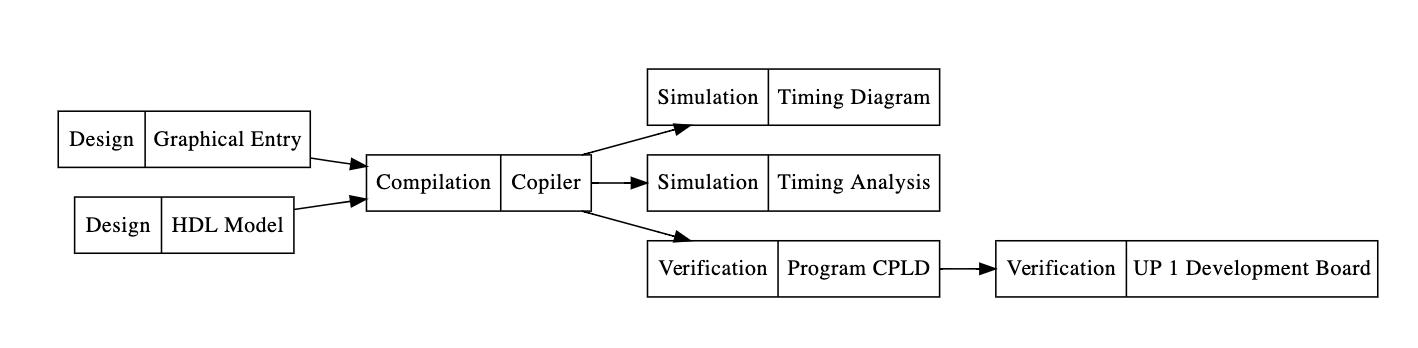 Design Graphical Entry
Design HDL Model
Compilation Copiler
Simulation Timing Diagram
Simulation Timing Analysis
Verification Program CPLD
Verification UP 1 Development Board